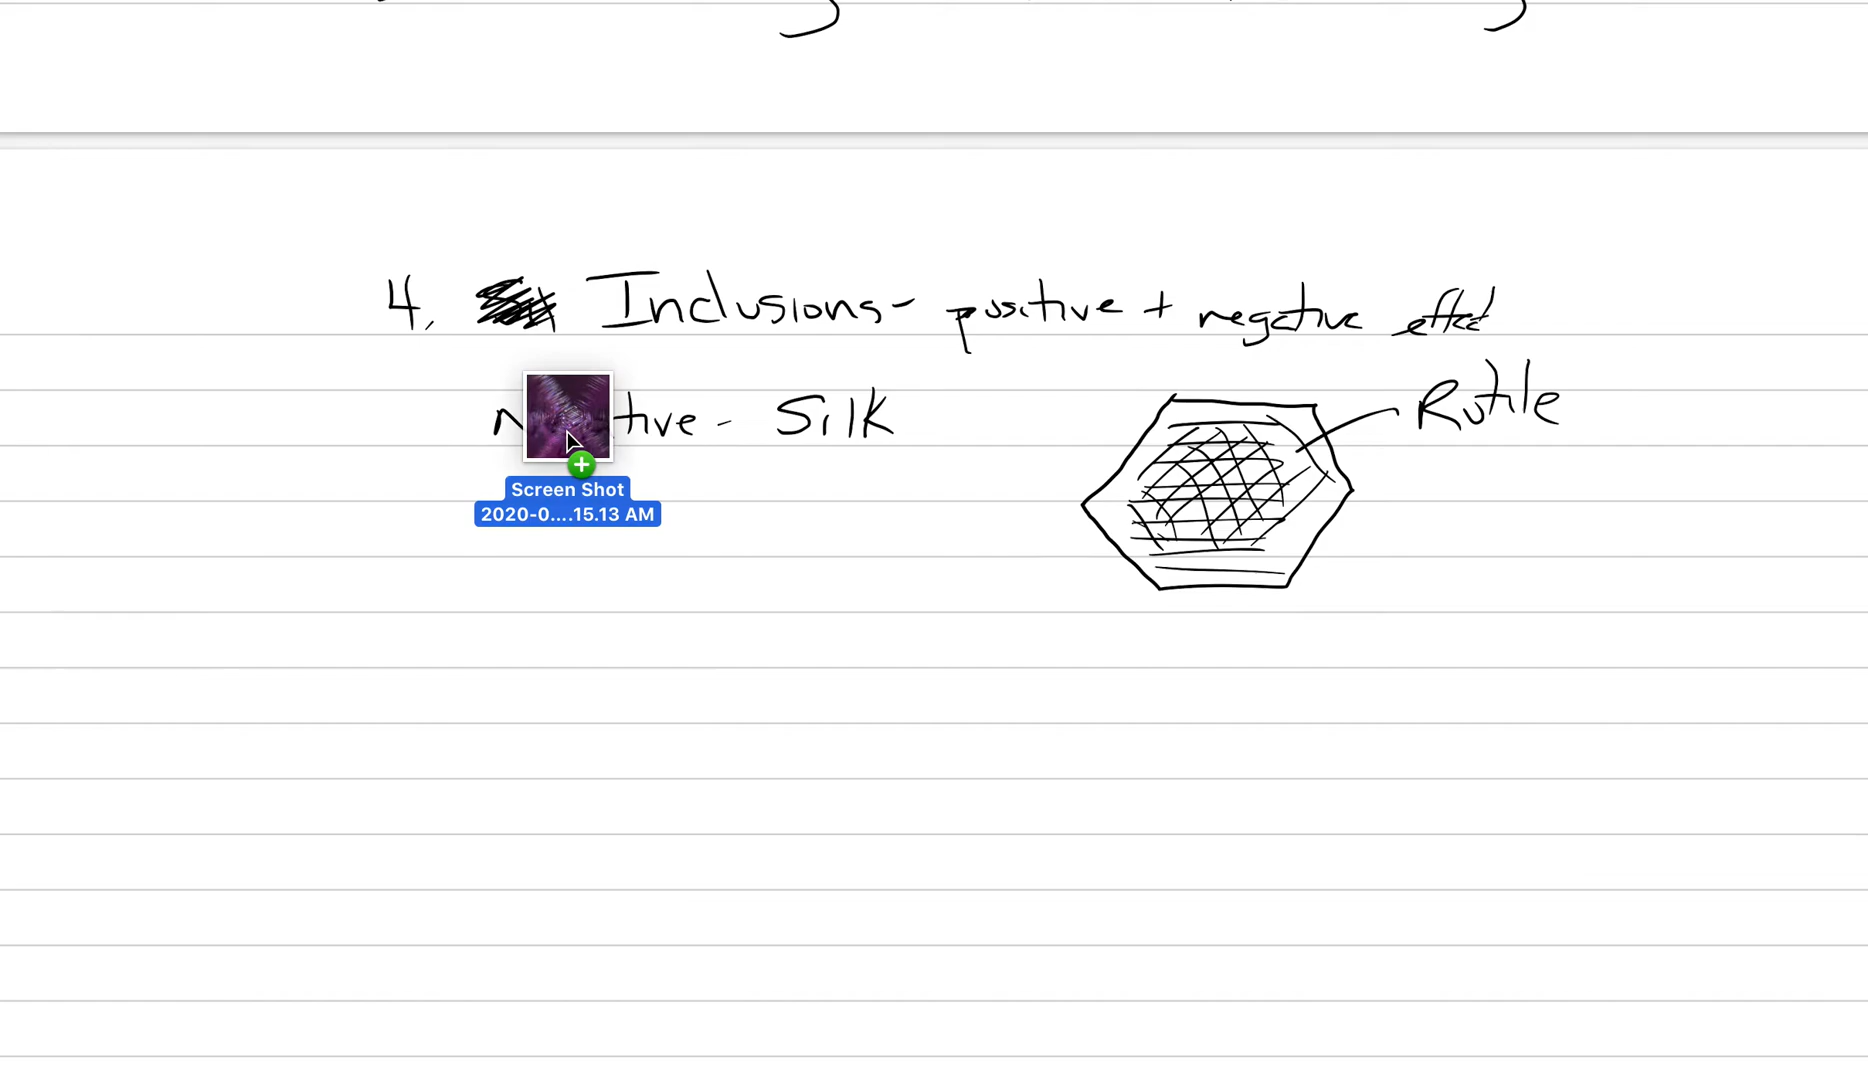 4. Inclusions - positive + negative effect
tive - Silk
Rutile
Screen Shot
2020-0....15.13 AM